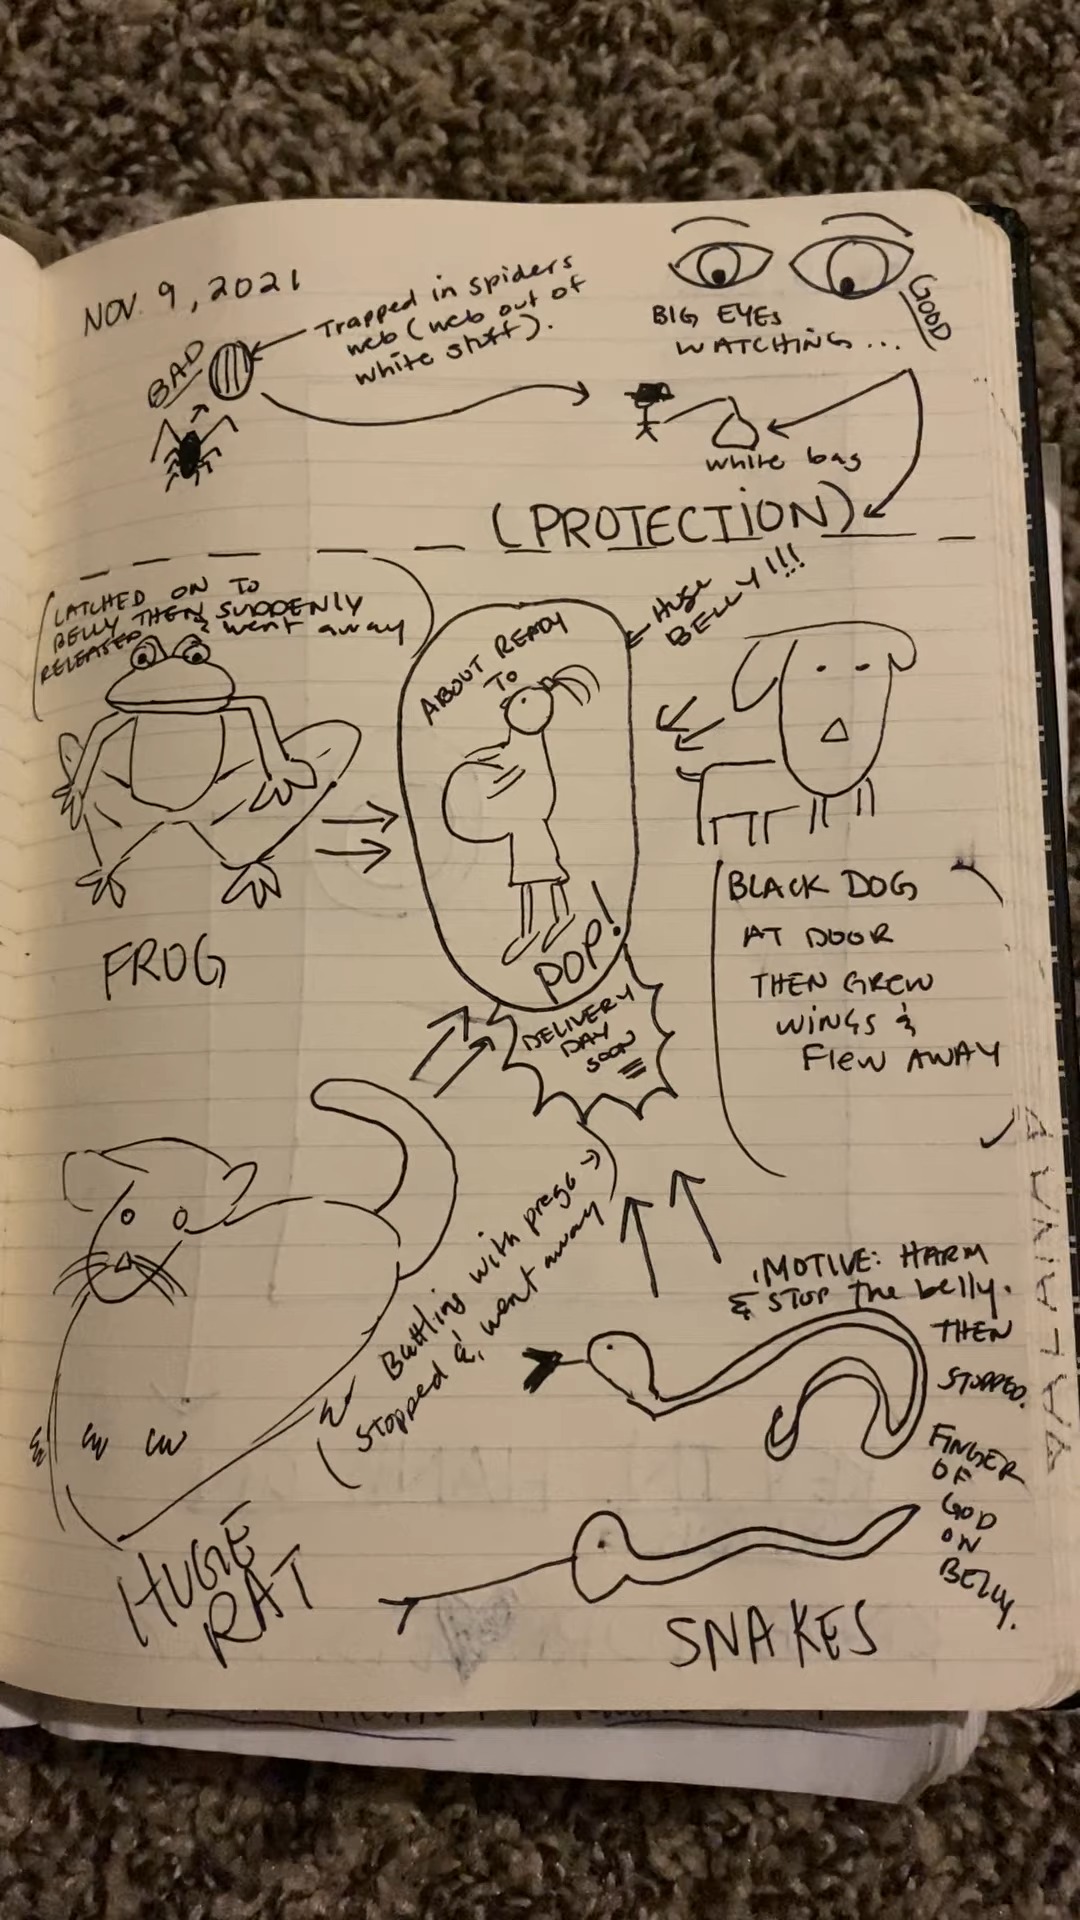 NOV. 9, 2021
BAD
Trapped in spiders
web (web out of
white stuff).
BIG EYES
WATCHING...
GOOD
white bag
(PROTECTION)
LATCHED ON TO
BELLY THEN SUDDENLY
RELEASED & went away
FROG
ABOUT READY
TO
POP!
HUGE
BELLY!!!
DELIVERY
DAY
SOON
BLACK DOG
AT DOOR
THEN GREW
WINGS &
FLEW AWAY
Battling with prego
stopped & went away
HUGE
RAT
MOTIVE: HARM
& STOP the belly.
THEN
STOPPED.
FINGER
OF
GOD
ON
BELLY.
SNAKES